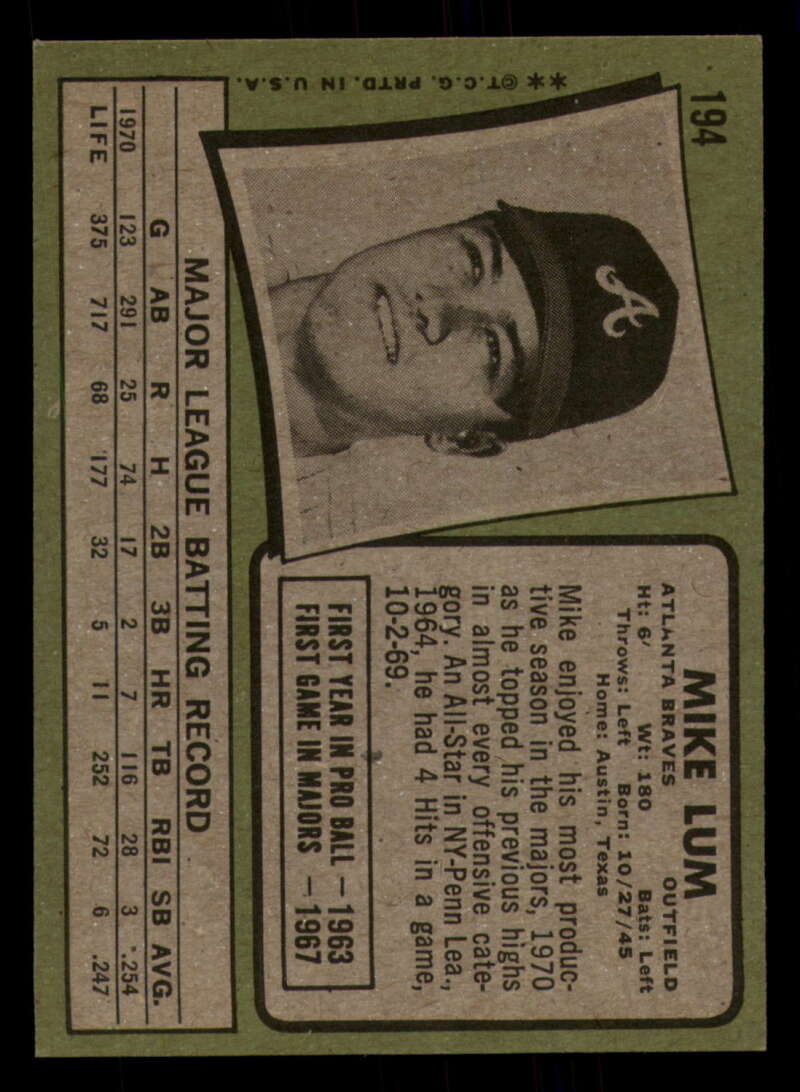 194
**©T.C.G. PRTD. IN U.S.A.
A
MIKE LUM
ATLANTA BRAVES OUTFIELD
Ht: 6' Wt: 180 Bats: Left
Throws: Left Born: 10/27/45
Home: Austin, Texas
Mike enjoyed his most produc-
tive season in the majors, 1970
as he topped his previous highs
in almost every offensive cate-
gory. An All-Star in NY-Penn Lea.,
1964, he had 4 Hits in a game,
10-2-69.
FIRST YEAR IN PRO BALL — 1963
FIRST GAME IN MAJORS — 1967
MAJOR LEAGUE BATTING RECORD
G AB R H 2B 3B HR TB RBI SB AVG.
1970 123 291 25 74 17 2 7 116 28 3 .254
LIFE 375 717 68 177 32 5 11 252 72 6 .247